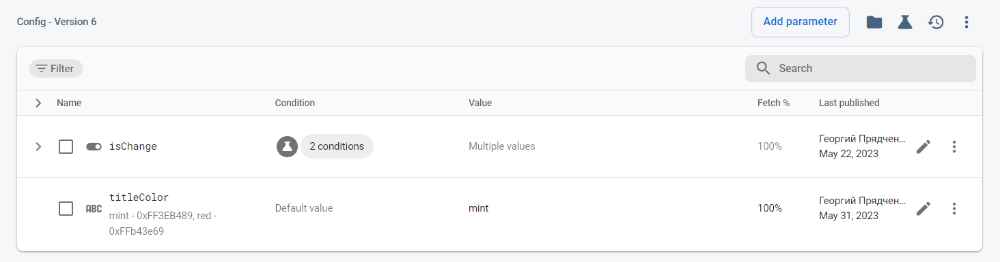 Config - Version 6
Add parameter
Filter
Search
Name Condition Value Fetch % Last published
isChange 2 conditions Multiple values 100% Георгий Прядчен...
May 22, 2023
ABC titleColor Default value mint 100% Георгий Прядчен...
mint - 0xFF3EB489, red - May 31, 2023
0xFFb43e69